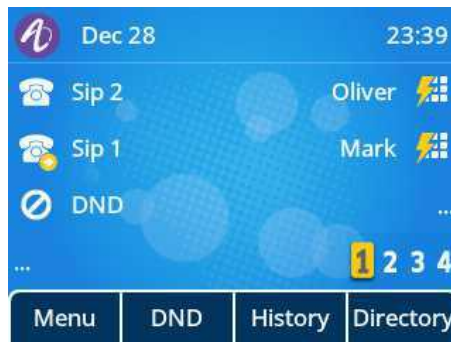 Dec 28 23:39
Sip 2 Oliver
Sip 1 Mark
DND ...
... 1 2 3 4
Menu DND History Directory